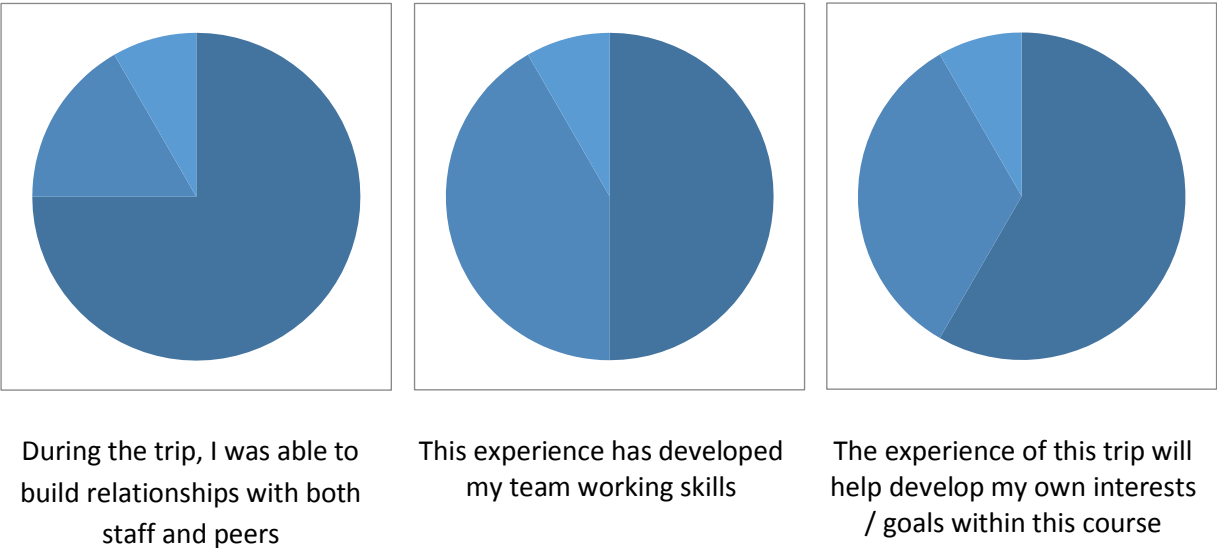 During the trip, I was able to
build relationships with both
staff and peers
This experience has developed
my team working skills
The experience of this trip will
help develop my own interests
/ goals within this course